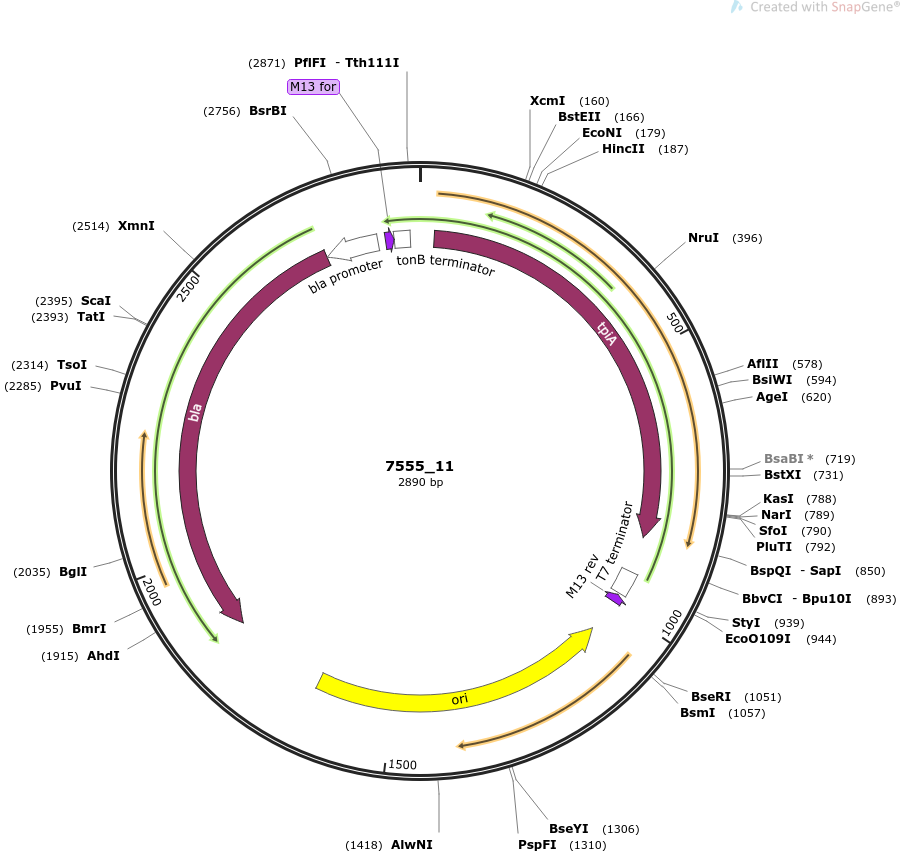 Created with SnapGene®
(2871) PflFI - Tth111I
M13 for
(2756) BsrBI
XcmI (160)
BstEII (166)
EcoNI (179)
HincII (187)
(2514) XmnI
NruI (396)
bla promoter
tonB terminator
2500
(2395) ScaI
(2393) TatI
500
tpiA
(2314) TsoI
(2285) PvuI
AflII (578)
BsiWI (594)
AgeI (620)
bla
7555_11
2890 bp
BsaBI * (719)
BstXI (731)
KasI (788)
NarI (789)
SfoI (790)
PluTI (792)
T7 terminator
M13 rev
(2035) BglI
BspQI - SapI (850)
2000
BbvCI - Bpu10I (893)
(1955) BmrI
StyI (939)
1000
EcoO109I (944)
(1915) AhdI
ori
BseRI (1051)
BsmI (1057)
1500
BseYI (1306)
(1418) AlwNI
PspFI (1310)